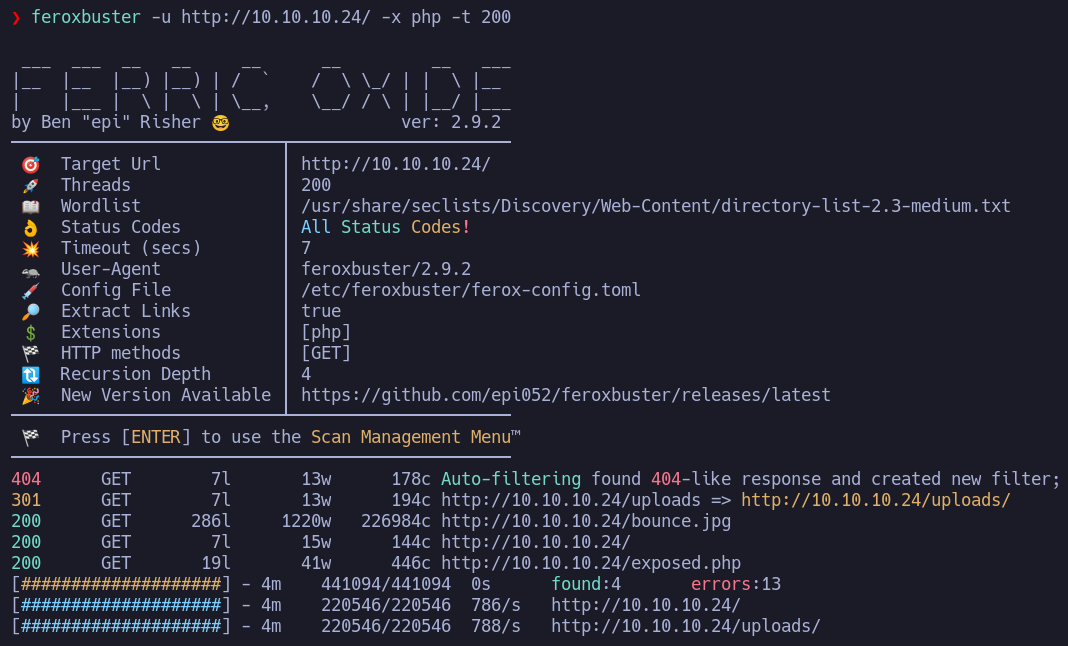 ❯ feroxbuster -u http://10.10.10.24/ -x php -t 200
 ___  ___  __   __     __      __         __   ___
|__  |__  |__) |__) | /  `    /  \ \_/ | |  \ |__
|    |___ |  \ |  \ | \__,    \__/ / \ | |__/ |___
by Ben "epi" Risher 🤓                 ver: 2.9.2
🎯 Target Url │ http://10.10.10.24/
🚀 Threads │ 200
📖 Wordlist │ /usr/share/seclists/Discovery/Web-Content/directory-list-2.3-medium.txt
👌 Status Codes │ All Status Codes!
💥 Timeout (secs) │ 7
🦡 User-Agent │ feroxbuster/2.9.2
💉 Config File │ /etc/feroxbuster/ferox-config.toml
🔎 Extract Links │ true
💲 Extensions │ [php]
🏁 HTTP methods │ [GET]
🔃 Recursion Depth │ 4
🎉 New Version Available │ https://github.com/epi052/feroxbuster/releases/latest
🏁 Press [ENTER] to use the Scan Management Menu™
404      GET        7l       13w      178c Auto-filtering found 404-like response and created new filter;
301      GET        7l       13w      194c http://10.10.10.24/uploads => http://10.10.10.24/uploads/
200      GET      286l     1220w   226984c http://10.10.10.24/bounce.jpg
200      GET        7l       15w      144c http://10.10.10.24/
200      GET       19l       41w      446c http://10.10.10.24/exposed.php
[####################] - 4m    441094/441094  0s      found:4       errors:13
[####################] - 4m    220546/220546  786/s   http://10.10.10.24/
[####################] - 4m    220546/220546  788/s   http://10.10.10.24/uploads/